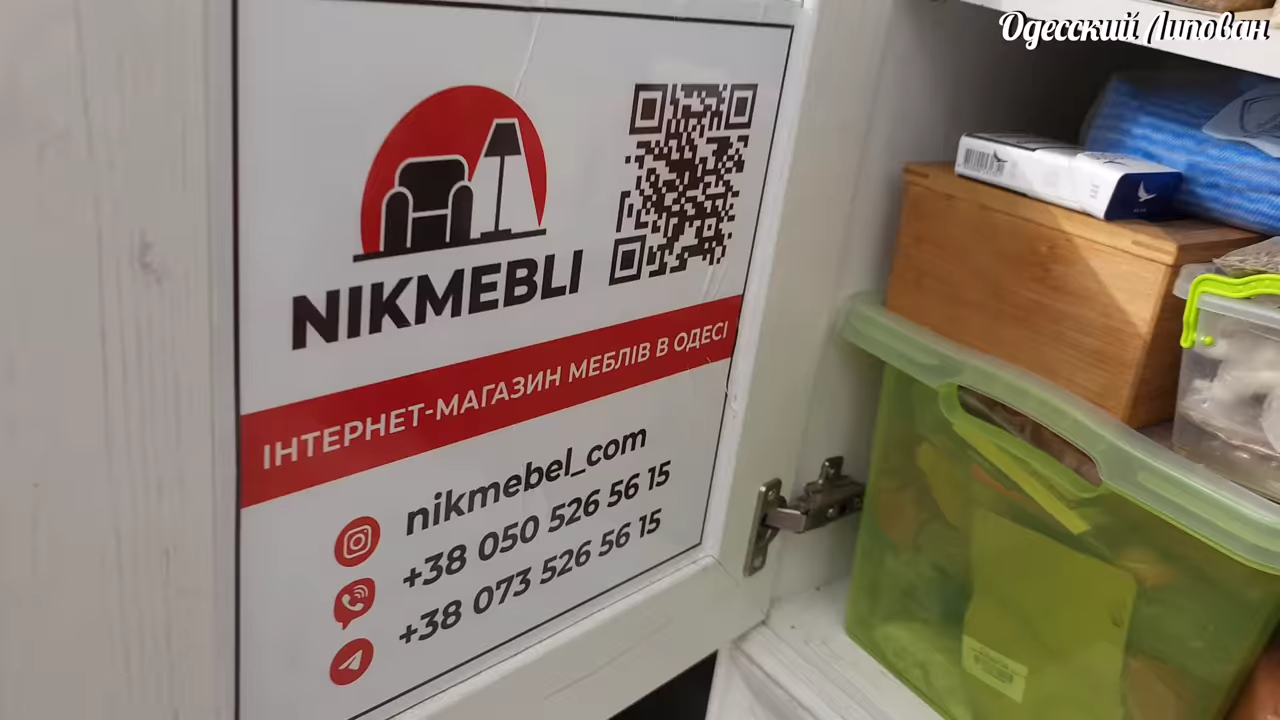 Одесский Липован
NIKMEBLI
ІНТЕРНЕТ-МАГАЗИН МЕБЛІВ В ОДЕСІ
nikmebel_com
+38 050 526 56 15
+38 073 526 56 15